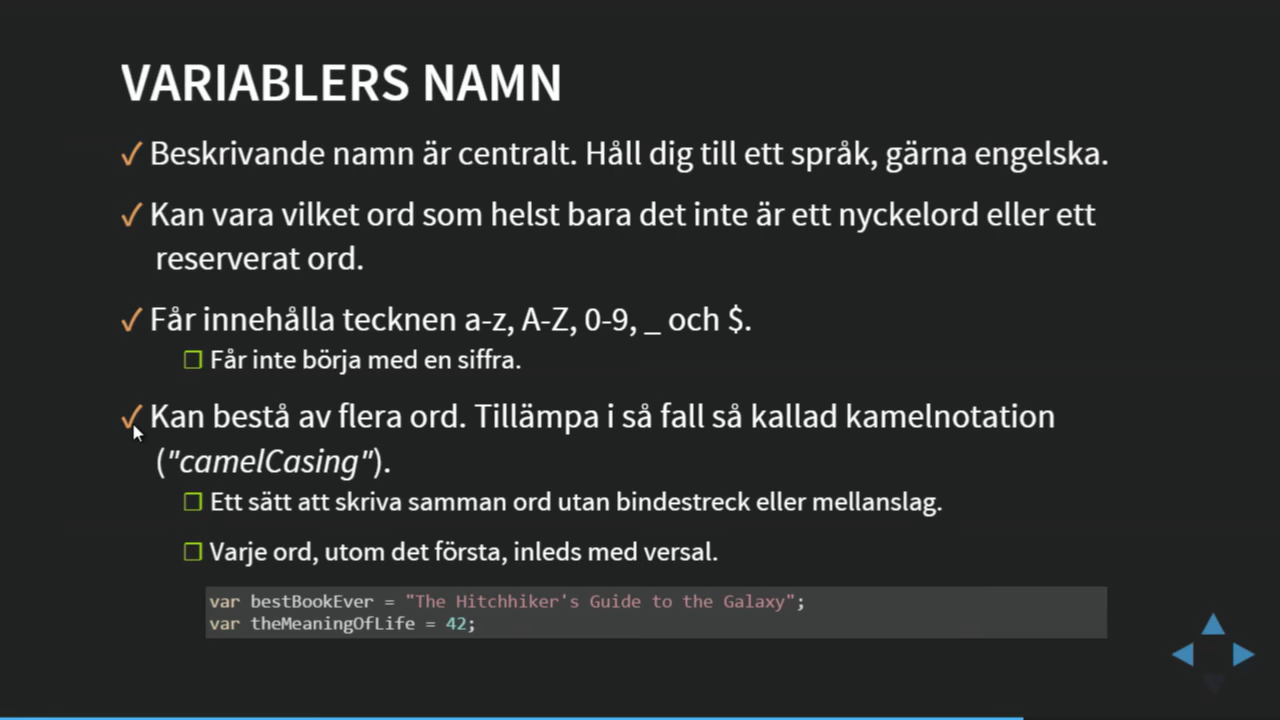 VARIABLERS NAMN
✓ Beskrivande namn är centralt. Håll dig till ett språk, gärna engelska.
✓ Kan vara vilket ord som helst bara det inte är ett nyckelord eller ett
reserverat ord.
✓ Får innehålla tecknen a-z, A-Z, 0-9, _ och $.
❒ Får inte börja med en siffra.
✓ Kan bestå av flera ord. Tillämpa i så fall så kallad kamelnotation
("camelCasing").
❒ Ett sätt att skriva samman ord utan bindestreck eller mellanslag.
❒ Varje ord, utom det första, inleds med versal.
var bestBookEver = "The Hitchhiker's Guide to the Galaxy";
var theMeaningOfLife = 42;